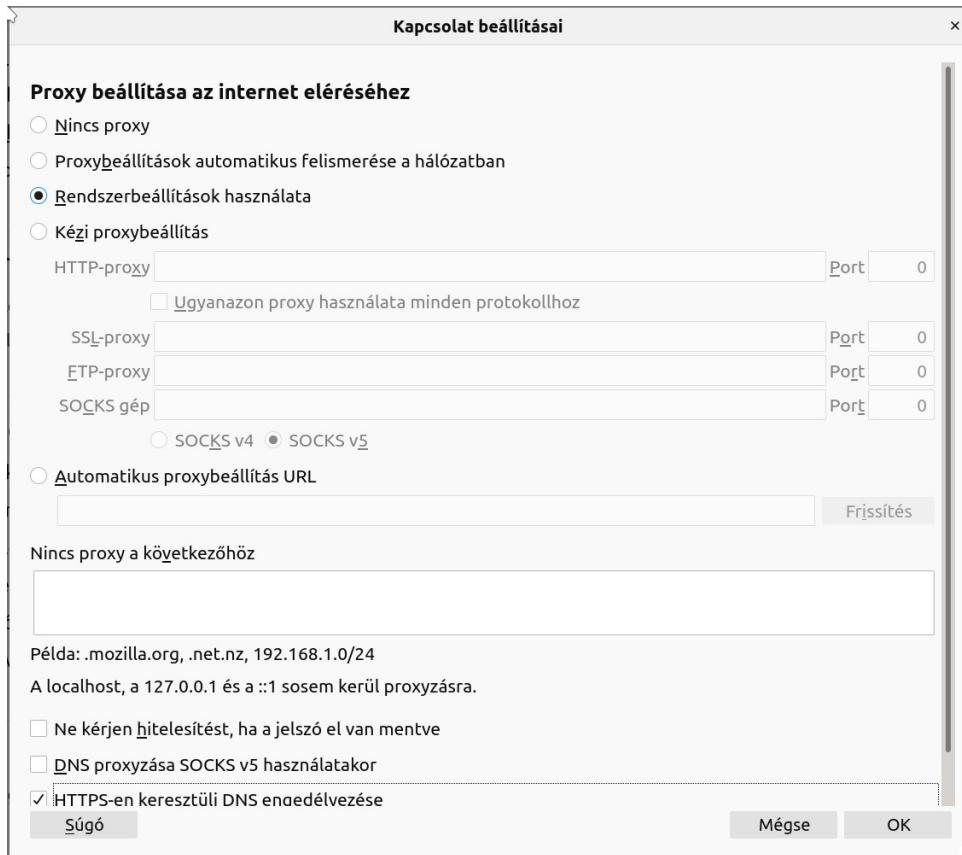 Kapcsolat beállításai ×
Proxy beállítása az internet eléréséhez
Nincs proxy
Proxybeállítások automatikus felismerése a hálózatban
Rendszerbeállítások használata
Kézi proxybeállítás
HTTP-proxy Port 0
Ugyanazon proxy használata minden protokollhoz
SSL-proxy Port 0
FTP-proxy Port 0
SOCKS gép Port 0
SOCKS v4 SOCKS v5
Automatikus proxybeállítás URL
Frissítés
Nincs proxy a következőhöz
Példa: .mozilla.org, .net.nz, 192.168.1.0/24
A localhost, a 127.0.0.1 és a ::1 sosem kerül proxyzásra.
Ne kérjen hitelesítést, ha a jelszó el van mentve
DNS proxyzása SOCKS v5 használatakor
HTTPS-en keresztüli DNS engedélyezése
Súgó Mégse OK